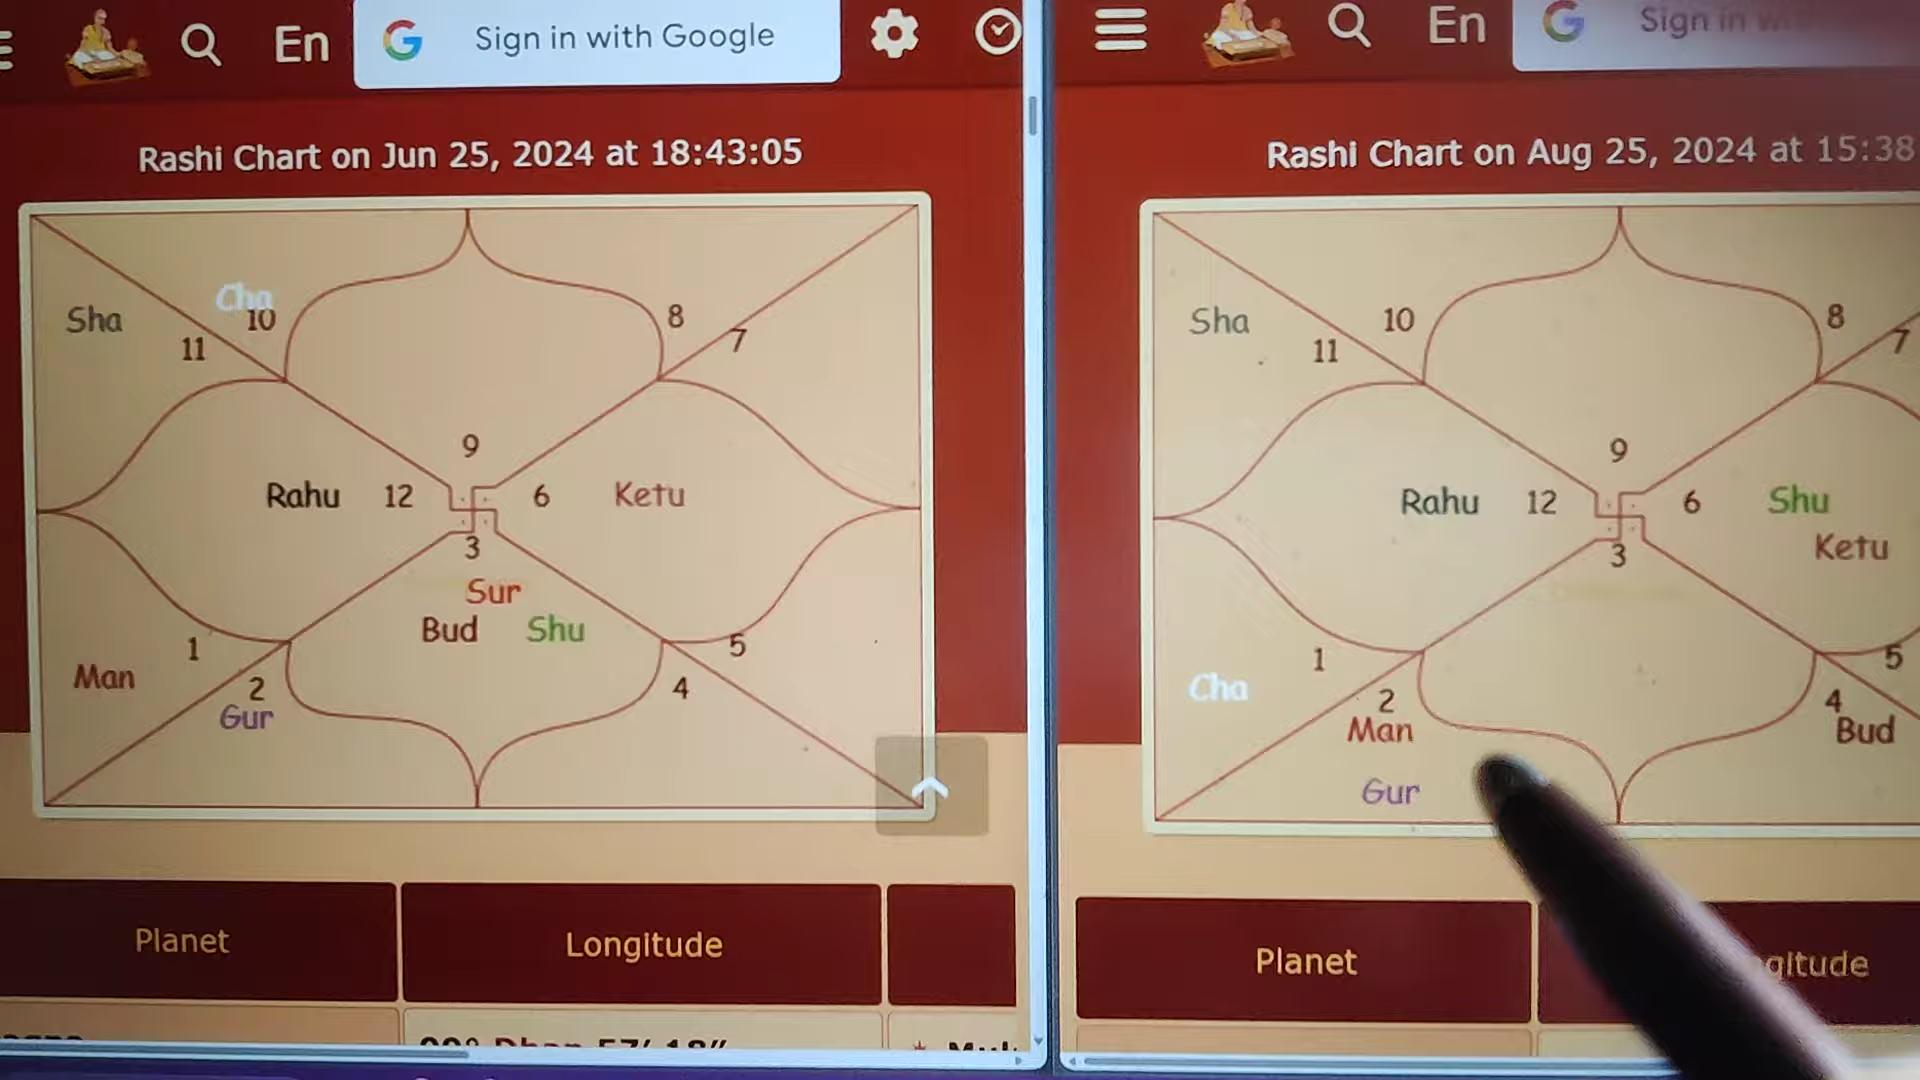 En
Sign in with Google
Rashi Chart on Jun 25, 2024 at 18:43:05
Cha
Sha
10
11
8
7
9
Rahu
12
6
Ketu
3
Sur
Bud
Shu
1
Man
2
Gur
5
4
Planet
Longitude
En
Sign in
Rashi Chart on Aug 25, 2024 at 15:38
Sha
10
11
8
7
9
Rahu
12
6
Shu
Ketu
3
1
Cha
2
Man
Gur
5
4
Bud
Planet
gitude